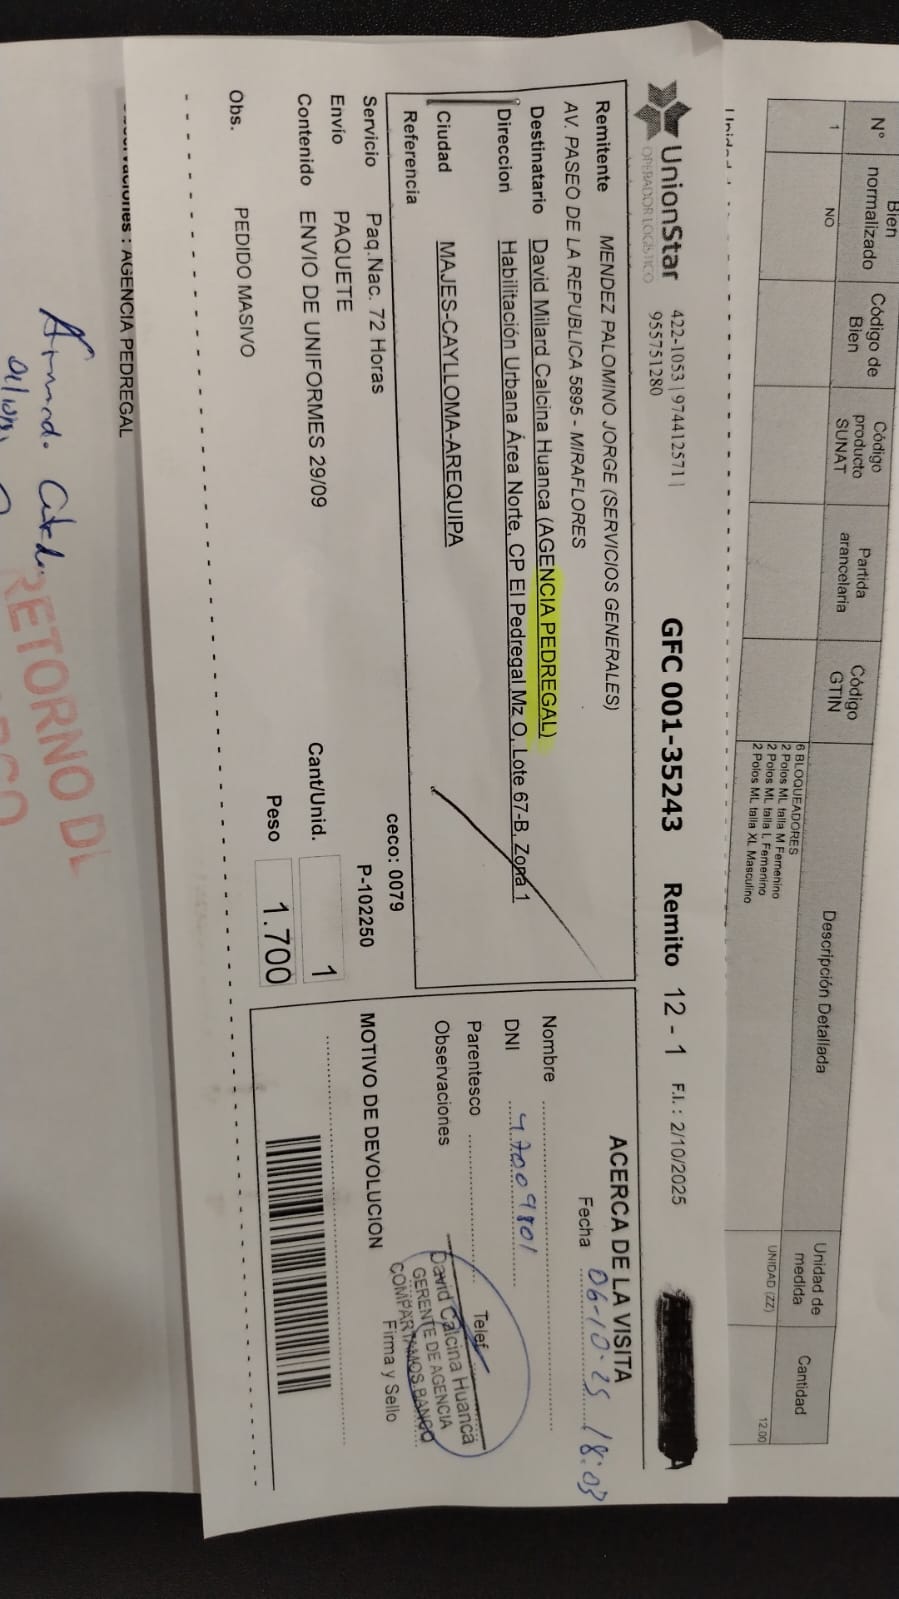 Bien
N° normalizado Código de Bien Código producto SUNAT Partida arancelaria Código GTIN Descripción Detallada Unidad de medida Cantidad
1 NO 6 BLOQUEADORES UNIDAD (ZZ) 12.00
2 Polos ML talla M Femenino
2 Polos ML talla L Femenino
2 Polos ML talla XL Masculino
UnionStar
OPERADOR LOGISTICO
422-1053 | 974412571 |
955751280
GFC 001-35243 Remito 12 - 1 F.I.: 2/10/2025
Remitente MENDEZ PALOMINO JORGE (SERVICIOS GENERALES)
AV. PASEO DE LA REPUBLICA 5895 - MIRAFLORES
Destinatario David Milard Calcina Huanca (AGENCIA PEDREGAL)
Direccion Habilitación Urbana Área Norte, CP El Pedregal Mz O, Lote 67-B, Zona 1
Ciudad MAJES-CAYLLOMA-AREQUIPA
Referencia
ceco: 0079
Servicio Paq.Nac. 72 Horas P-102250
Envio PAQUETE
Contenido ENVIO DE UNIFORMES 29/09 Cant/Unid. 1
Peso 1.700
Obs. PEDIDO MASIVO
ACERCA DE LA VISITA
Fecha 06-10-25 18:03
Nombre
DNI 47009801
Parentesco Telef
Observaciones
David Calcina Huanca
GERENTE DE AGENCIA
COMPARTAMOS BANCO
Firma y Sello
MOTIVO DE DEVOLUCION
: AGENCIA PEDREGAL
RETORNO DE